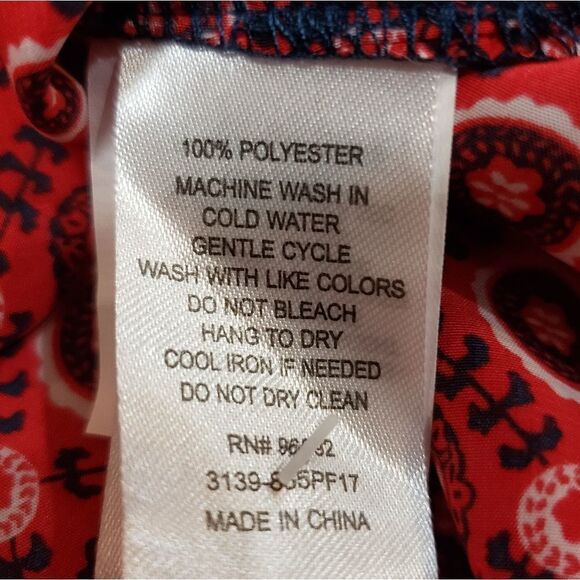 100% POLYESTER
MACHINE WASH IN
COLD WATER
GENTLE CYCLE
WASH WITH LIKE COLORS
DO NOT BLEACH
HANG TO DRY
COOL IRON IF NEEDED
DO NOT DRY CLEAN
RN#
MADE IN CHINA